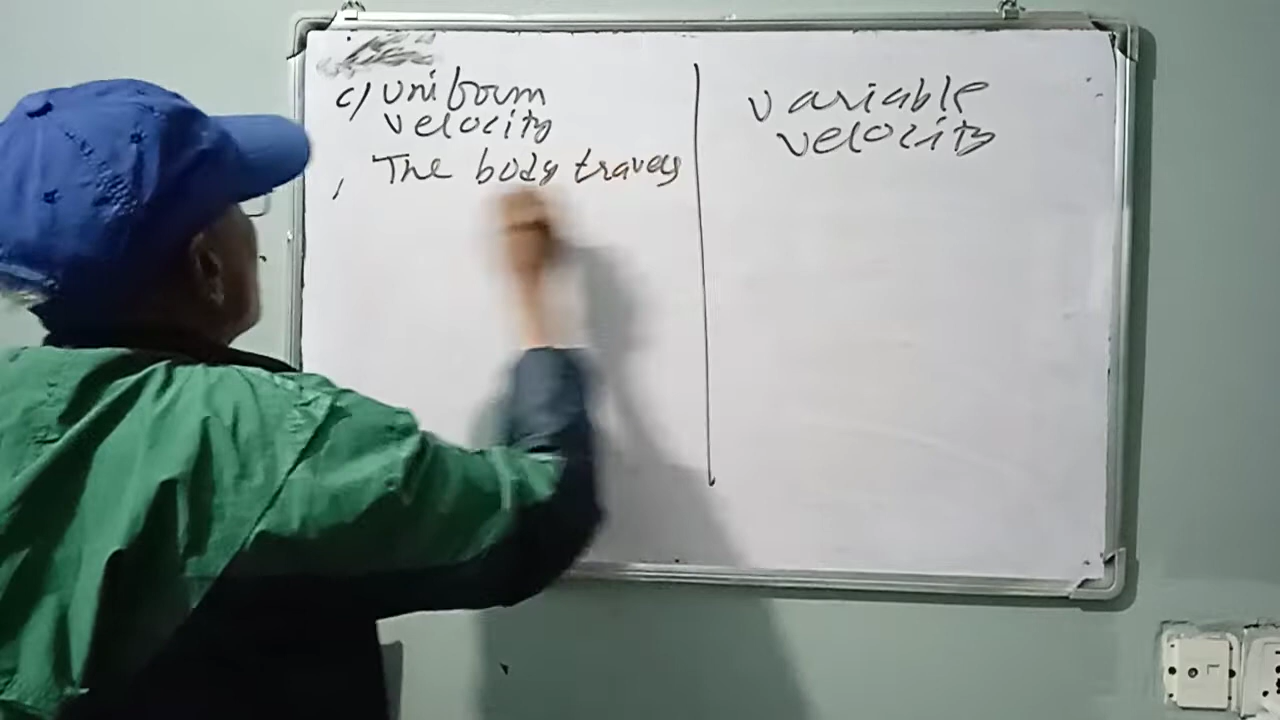 c) uniform
velocity
, The body travels
variable
velocity
L